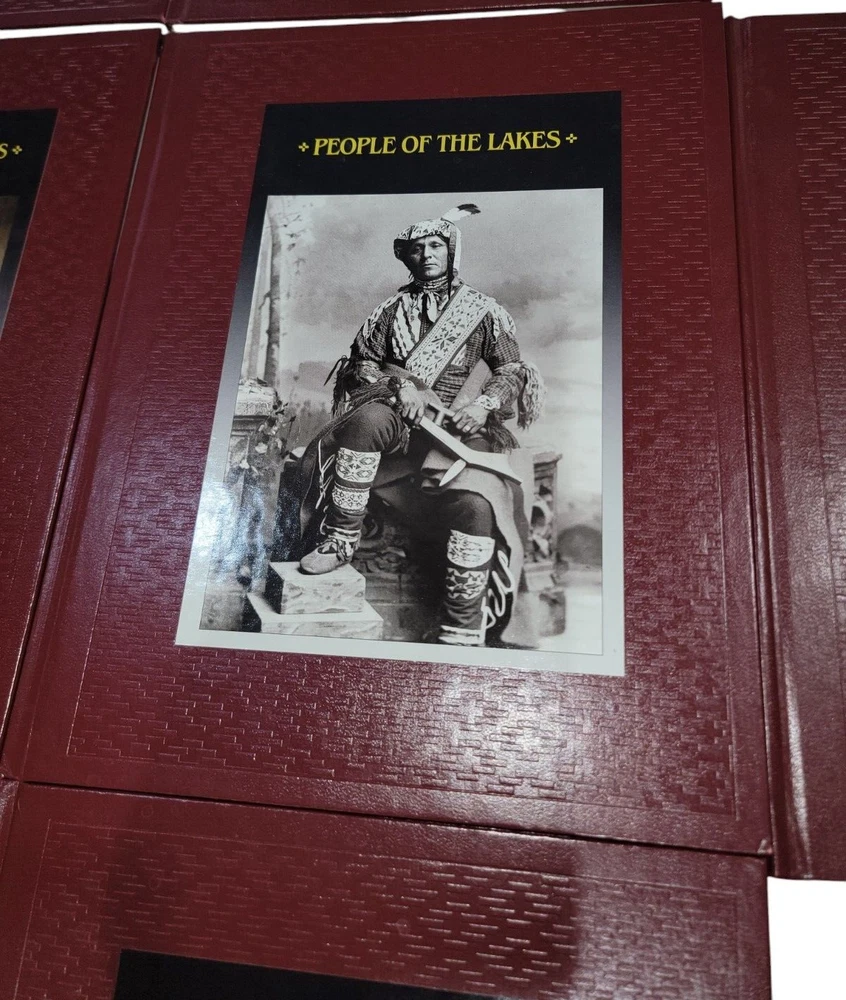 PEOPLE OF THE LAKES
S